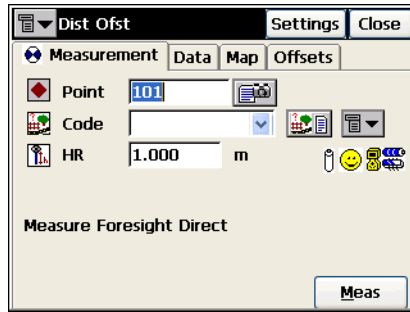 Dist Ofst Settings Close
Measurement Data Map Offsets
Point 101
Code
HR 1.000 m
Measure Foresight Direct
Meas